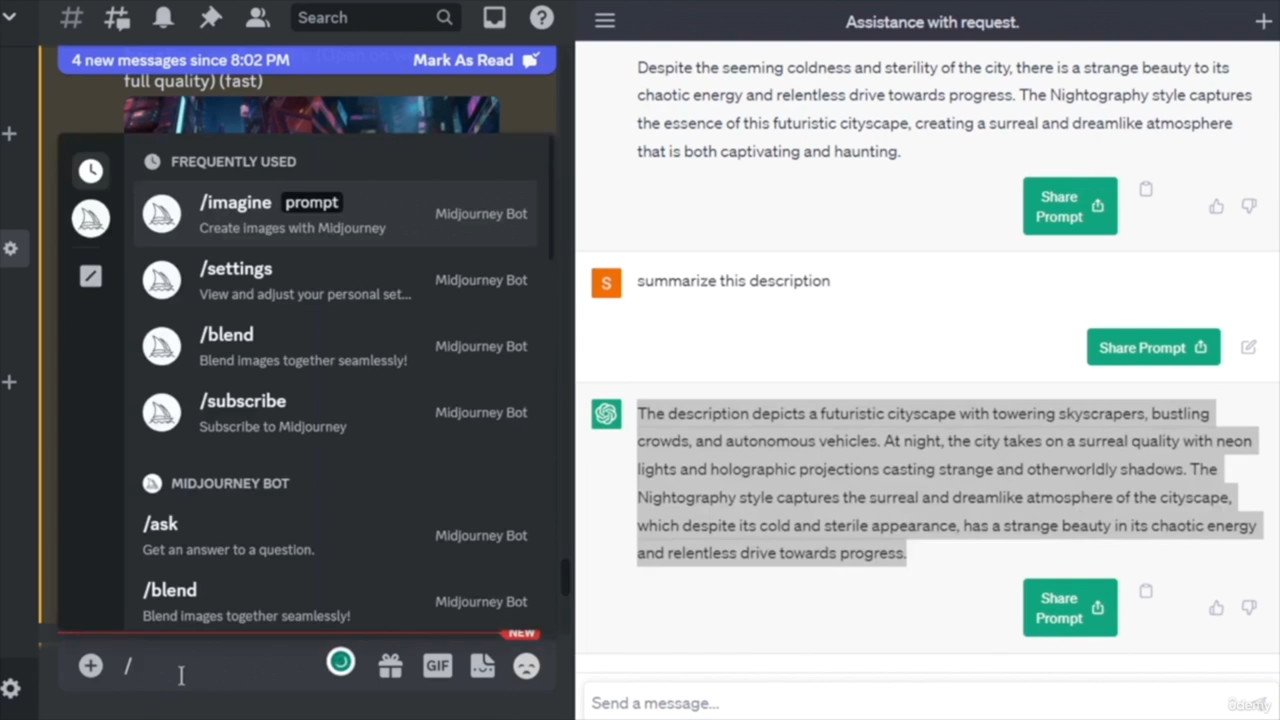 Search
4 new messages since 8:02 PM
Mark As Read
full quality) (fast)
FREQUENTLY USED
/imagine prompt
Create images with Midjourney
Midjourney Bot
/settings
View and adjust your personal set...
Midjourney Bot
/blend
Blend images together seamlessly!
Midjourney Bot
/subscribe
Subscribe to Midjourney
Midjourney Bot
MIDJOURNEY BOT
/ask
Get an answer to a question.
Midjourney Bot
/blend
Blend images together seamlessly!
Midjourney Bot
NEW
/
GIF
Assistance with request.
Despite the seeming coldness and sterility of the city, there is a strange beauty to its
chaotic energy and relentless drive towards progress. The Nightography style captures
the essence of this futuristic cityscape, creating a surreal and dreamlike atmosphere
that is both captivating and haunting.
Share
Prompt
S
summarize this description
Share Prompt
The description depicts a futuristic cityscape with towering skyscrapers, bustling
crowds, and autonomous vehicles. At night, the city takes on a surreal quality with neon
lights and holographic projections casting strange and otherworldly shadows. The
Nightography style captures the surreal and dreamlike atmosphere of the cityscape,
which despite its cold and sterile appearance, has a strange beauty in its chaotic energy
and relentless drive towards progress.
Share
Prompt
Send a message...
ûdemy